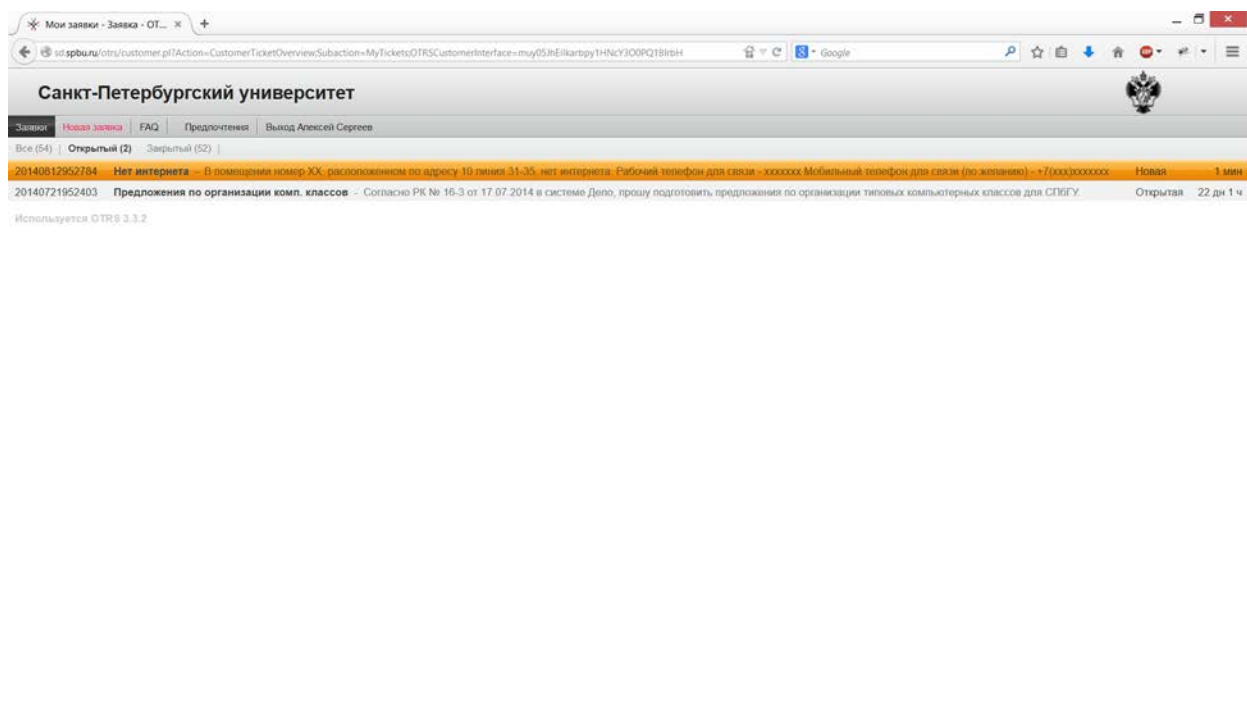 Мои заявки - Заявка - OT...
sd.spbu.ru/otrs/customer.pl?Action=CustomerTicketOverview;Subaction=MyTickets;OTRSCustomerInterface=
Google
Санкт-Петербургский университет
Заявки Новая заявка FAQ Предпочтения Выход Алексей Сергеев
Все (54) | Открытый (2) Закрытый (52) |
20140812952784 Нет интернета – В помещении номер XX, расположенном по адресу 10 линия 31-35, нет интернета. Рабочий телефон для связи - xxxxxxx Мобильный телефон для связи (по желанию) - +7(xxx)xxxxxxx Новая 1 мин
20140721952403 Предложения по организации комп. классов – Согласно РК № 16-3 от 17.07.2014 в системе Дело, прошу подготовить предложения по организации типовых компьютерных классов для СПбГУ. Открытая 22 дн 1 ч
Используется OTRS 3.3.2